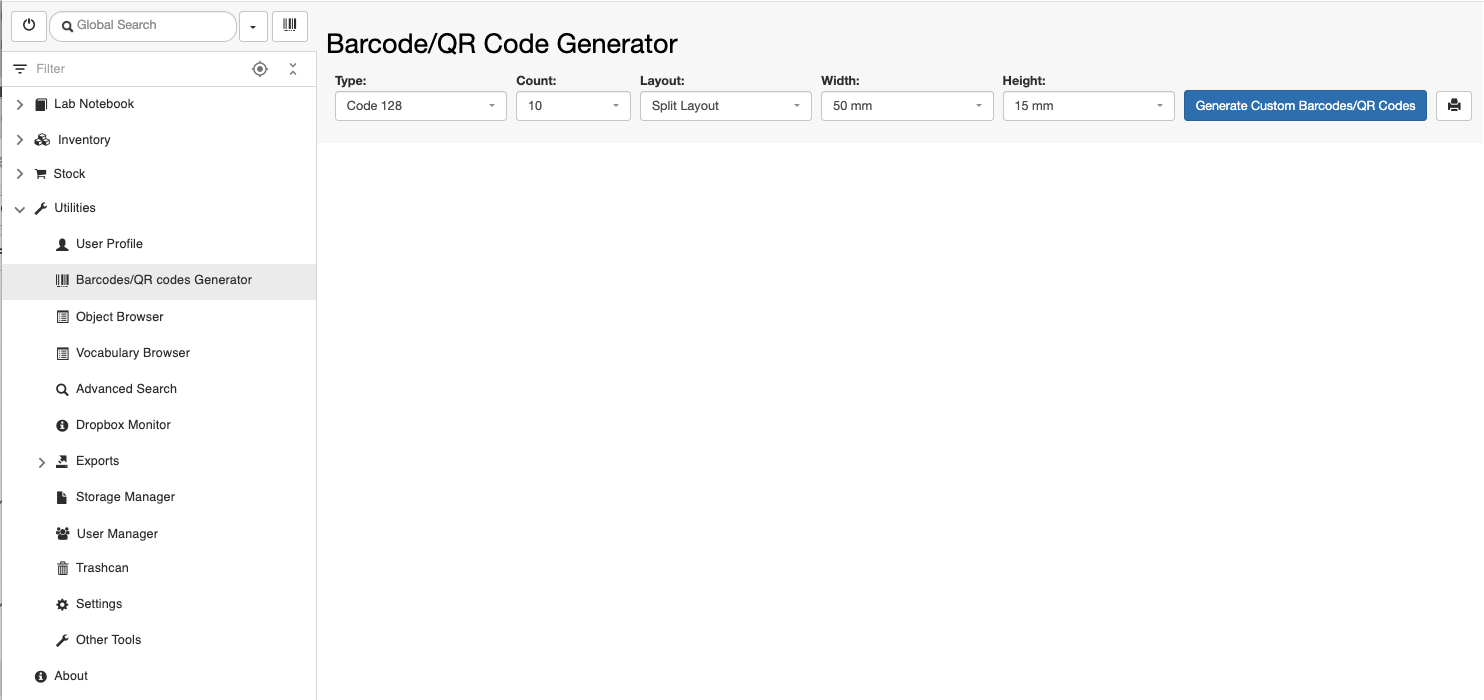 Global Search
Filter
Lab Notebook
Inventory
Stock
Utilities
User Profile
Barcodes/QR codes Generator
Object Browser
Vocabulary Browser
Advanced Search
Dropbox Monitor
Exports
Storage Manager
User Manager
Trashcan
Settings
Other Tools
About
Barcode/QR Code Generator
Type: Count: Layout: Width: Height:
Code 128 10 Split Layout 50 mm 15 mm Generate Custom Barcodes/QR Codes